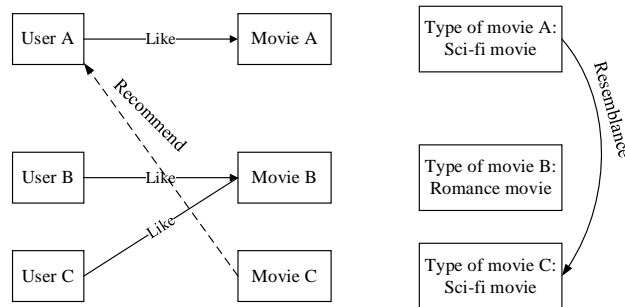 User A
Like
Movie A
Type of movie A:
Sci-fi movie
Recommend
Resemblance
User B
Like
Movie B
Type of movie B:
Romance movie
Like
User C
Movie C
Type of movie C:
Sci-fi movie